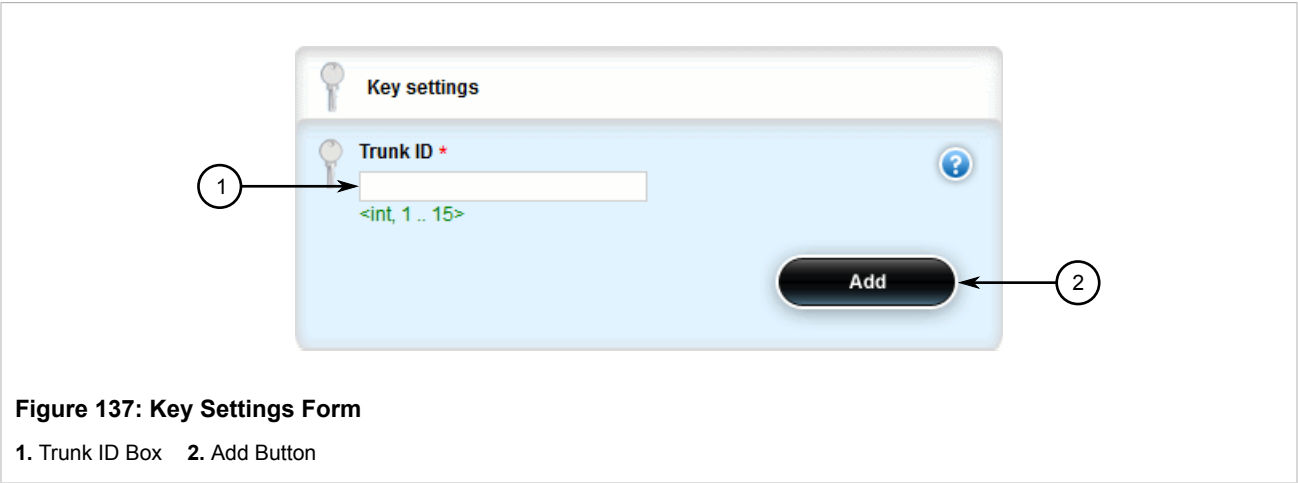 Key settings
Trunk ID *
?
1
<int, 1 .. 15>
Add
2
Figure 137: Key Settings Form
1. Trunk ID Box 2. Add Button